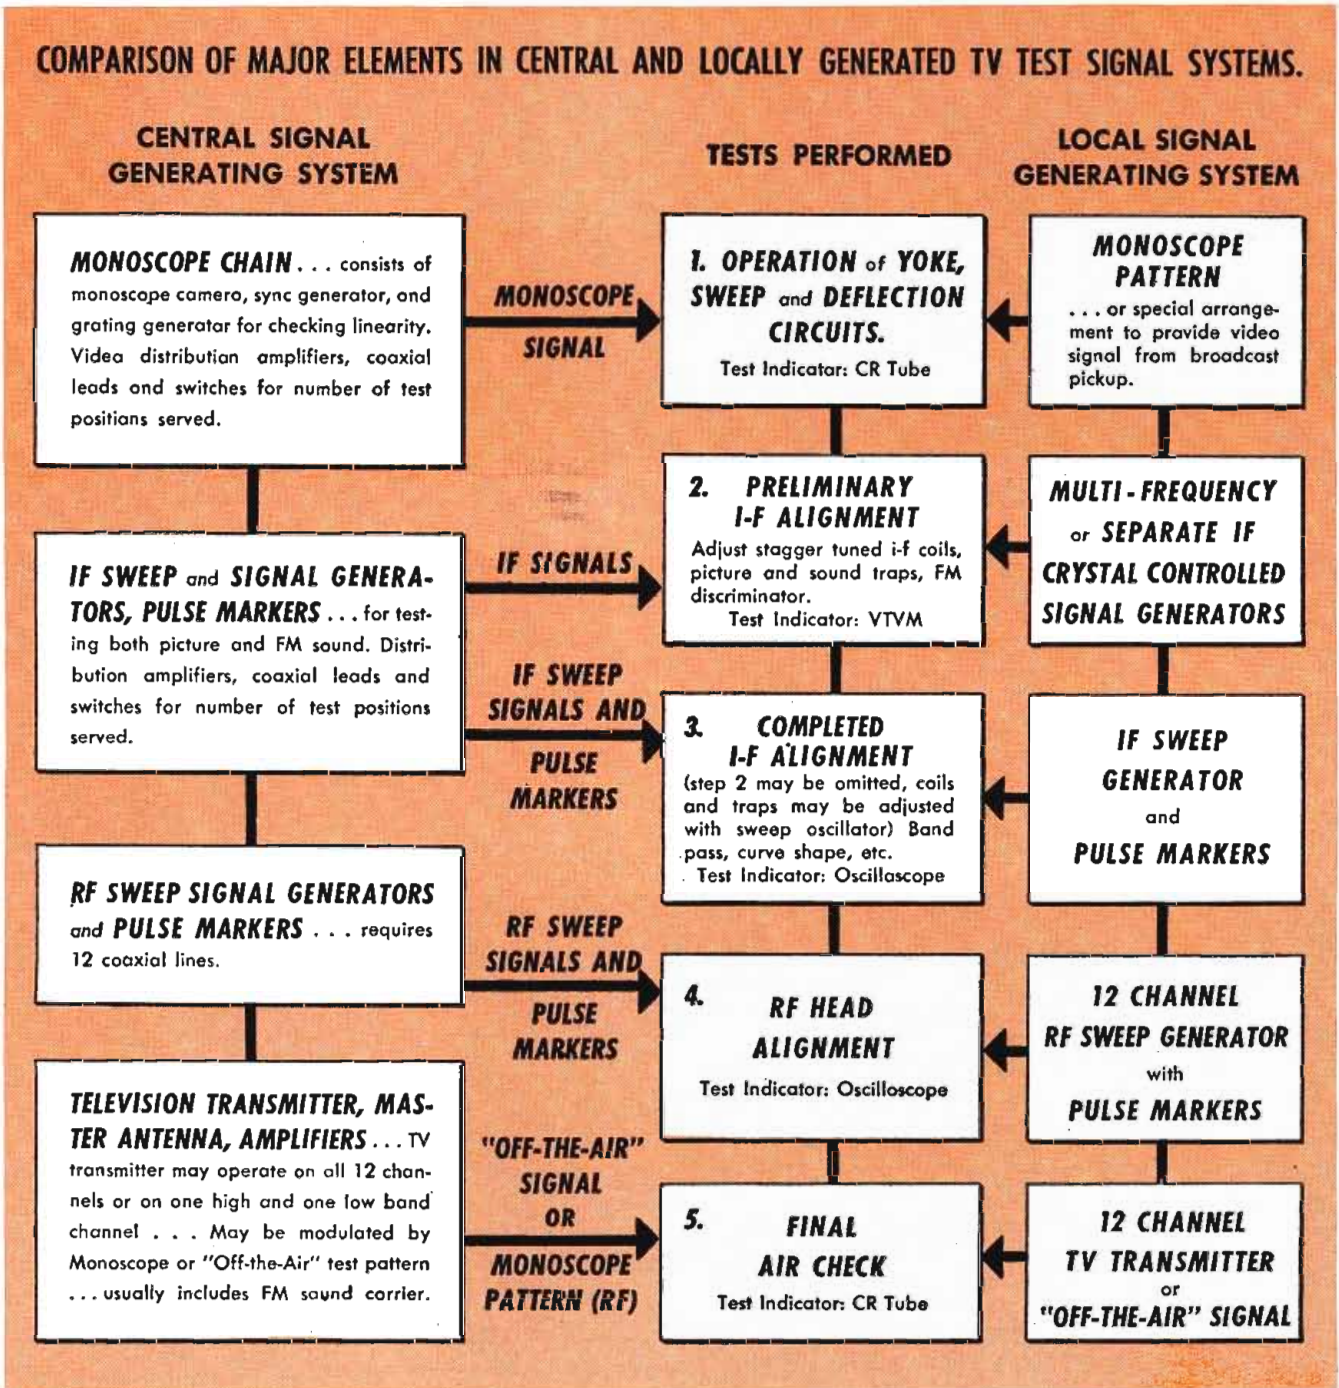 COMPARISON OF MAJOR ELEMENTS IN CENTRAL AND LOCALLY GENERATED TV TEST SIGNAL SYSTEMS.
CENTRAL SIGNAL
GENERATING SYSTEM
TESTS PERFORMED
LOCAL SIGNAL
GENERATING SYSTEM
MONOSCOPE CHAIN . . . consists of
monoscope camera, sync generator, and
grating generator for checking linearity.
Video distribution amplifiers, coaxial
leads and switches for number of test
positions served.
MONOSCOPE
SIGNAL
1. OPERATION of YOKE,
SWEEP and DEFLECTION
CIRCUITS.
Test Indicator: CR Tube
MONOSCOPE
PATTERN
. . . or special arrange-
ment to provide video
signal from broadcast
pickup.
IF SWEEP and SIGNAL GENERA-
TORS, PULSE MARKERS . . . for test-
ing both picture and FM sound. Distri-
bution amplifiers, coaxial leads and
switches for number of test positions
served.
IF SIGNALS
2. PRELIMINARY
I-F ALIGNMENT
Adjust stagger tuned i-f coils,
picture and sound traps, FM
discriminator.
Test Indicator: VTVM
MULTI-FREQUENCY
or SEPARATE IF
CRYSTAL CONTROLLED
SIGNAL GENERATORS
IF SWEEP
SIGNALS AND
PULSE
MARKERS
3. COMPLETED
I-F ALIGNMENT
(step 2 may be omitted, coils
and traps may be adjusted
with sweep oscillator) Band
pass, curve shape, etc.
Test Indicator: Oscilloscope
IF SWEEP
GENERATOR
and
PULSE MARKERS
RF SWEEP SIGNAL GENERATORS
and PULSE MARKERS . . . requires
12 coaxial lines.
RF SWEEP
SIGNALS AND
PULSE
MARKERS
4. RF HEAD
ALIGNMENT
Test Indicator: Oscilloscope
12 CHANNEL
RF SWEEP GENERATOR
with
PULSE MARKERS
TELEVISION TRANSMITTER, MAS-
TER ANTENNA, AMPLIFIERS . . . TV
transmitter may operate on all 12 chan-
nels or on one high and one low band
channel . . . May be modulated by
Monoscope or "Off-the-Air" test pattern
. . . usually includes FM sound carrier.
"OFF-THE-AIR"
SIGNAL
OR
MONOSCOPE
PATTERN (RF)
5. FINAL
AIR CHECK
Test Indicator: CR Tube
12 CHANNEL
TV TRANSMITTER
or
"OFF-THE-AIR" SIGNAL